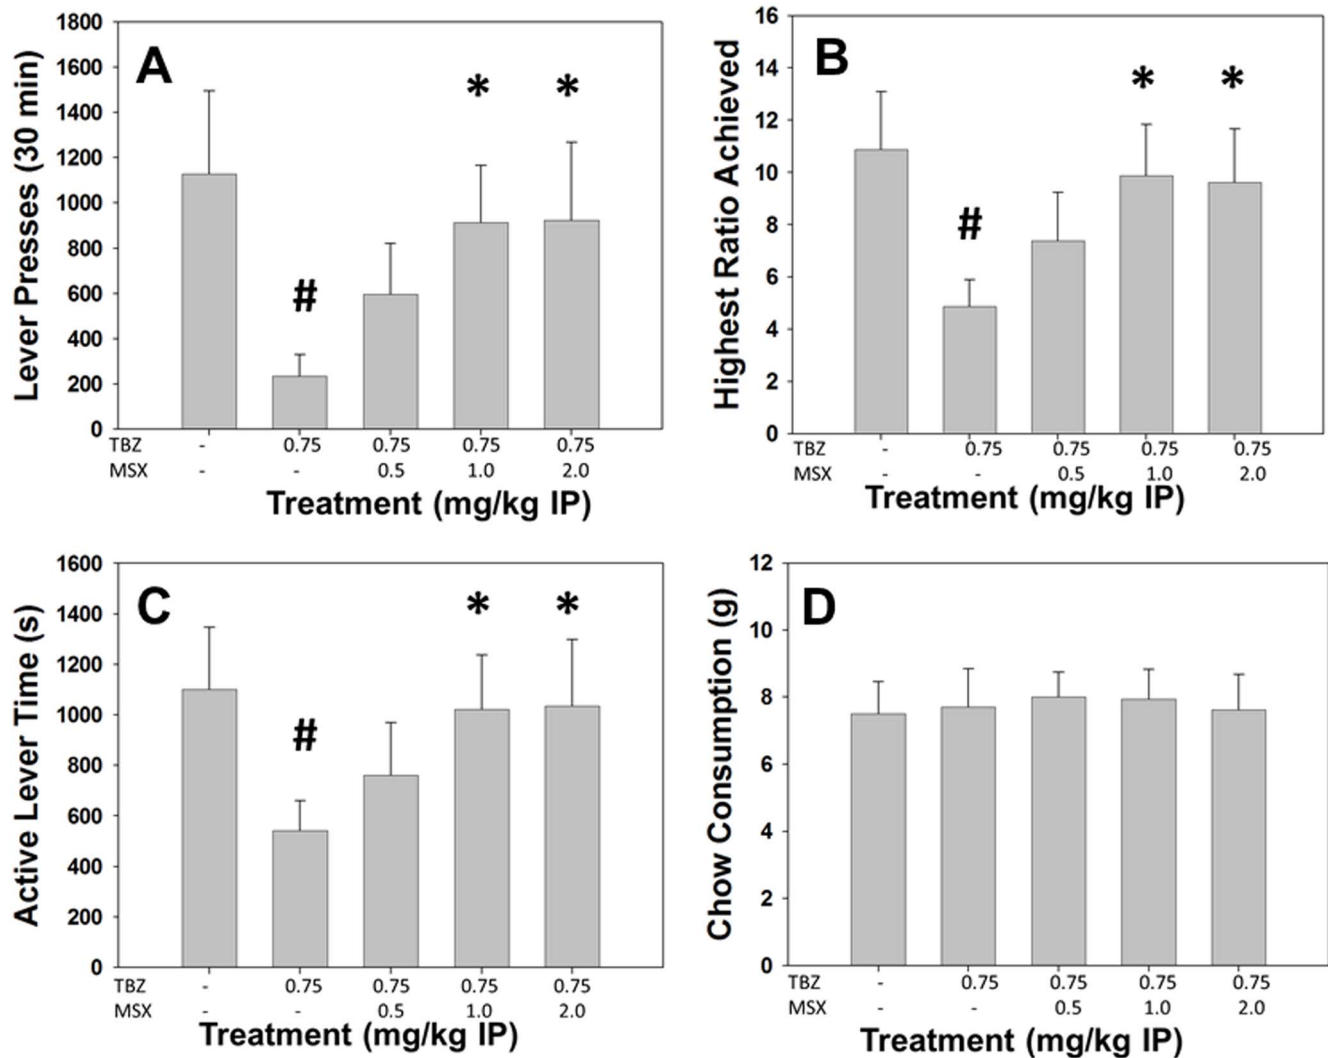 A
Lever Presses (30 min)
1800
1600
1400
1200
1000
800
600
400
200
0
#
*
*
TBZ - 0.75 0.75 0.75 0.75
MSX - - 0.5 1.0 2.0
Treatment (mg/kg IP)
B
Highest Ratio Achieved
16
14
12
10
8
6
4
2
0
#
*
*
TBZ - 0.75 0.75 0.75 0.75
MSX - - 0.5 1.0 2.0
Treatment (mg/kg IP)
C
Active Lever Time (s)
1600
1400
1200
1000
800
600
400
200
0
#
*
*
TBZ - 0.75 0.75 0.75 0.75
MSX - - 0.5 1.0 2.0
Treatment (mg/kg IP)
D
Chow Consumption (g)
12
10
8
6
4
2
0
TBZ - 0.75 0.75 0.75 0.75
MSX - - 0.5 1.0 2.0
Treatment (mg/kg IP)